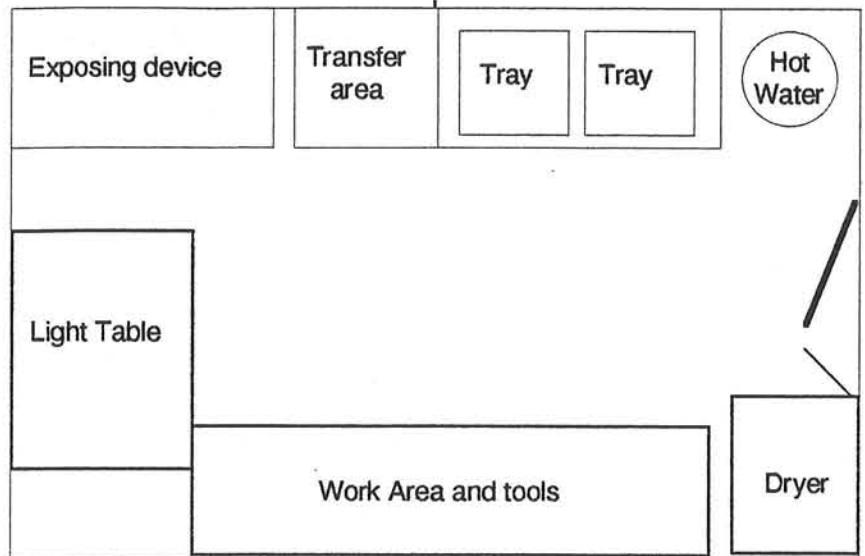 Exposing device
Transfer
area
Tray
Tray
Hot
Water
Light Table
Work Area and tools
Dryer